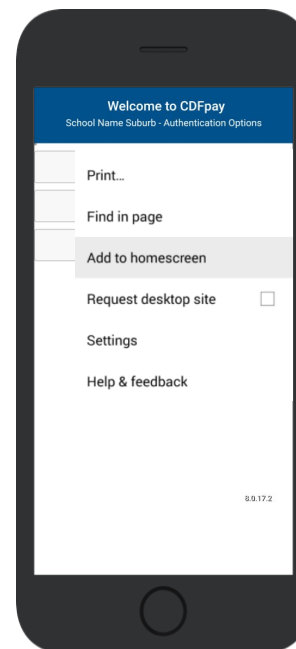 Welcome to CDFpay
School Name Suburb - Authentication Options
Print...
Find in page
Add to homescreen
Request desktop site
Settings
Help & feedback
8.0.17.2